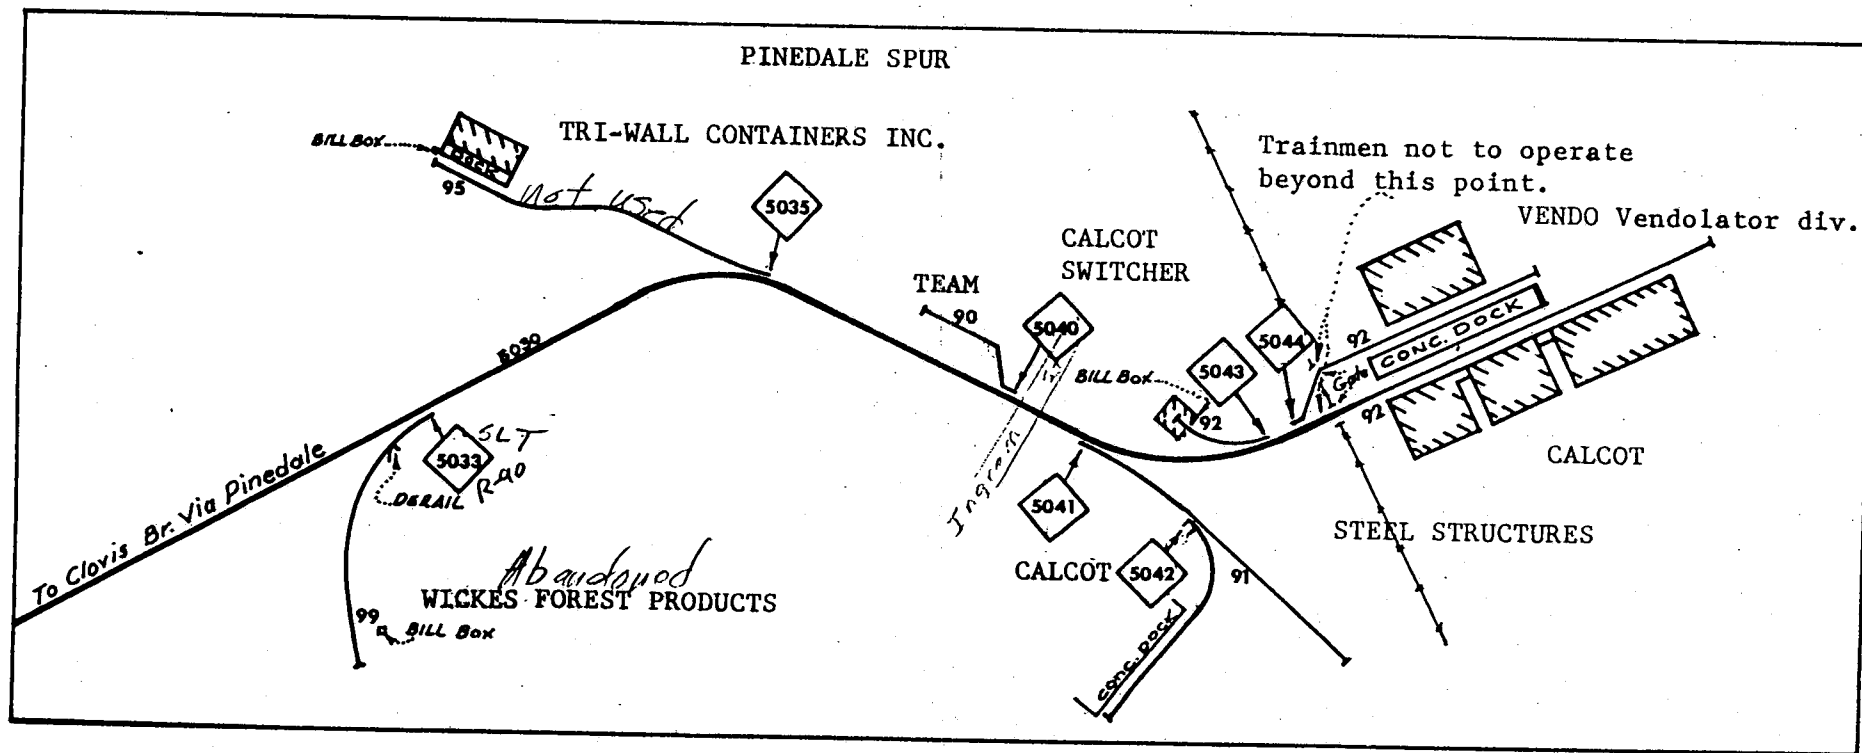 PINEDALE SPUR
BILL BOX
DOCK
95
TRI-WALL CONTAINERS INC.
not used
5035
Trainmen not to operate
beyond this point.
VENDO Vendolator div.
CALCOT
SWITCHER
TEAM
90
5040
BILL BOX
92
5043
5044
92
CONC. DOCK
Gate
92
CALCOT
5030
SLT
5033
R-90
DERAIL
To Clovis Br. Via Pinedale
Ingram
5041
STEEL STRUCTURES
CALCOT
5042
91
Abandoned
WICKES FOREST PRODUCTS
99
BILL BOX
CONC. DOCK